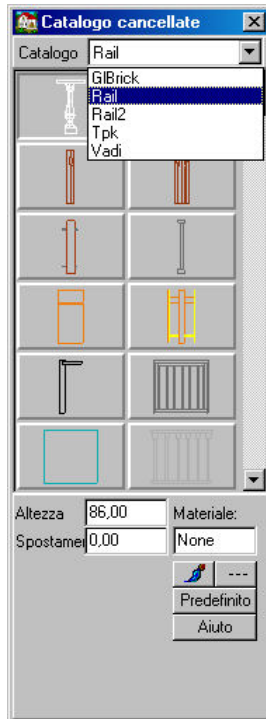 Catalogo cancellate
Catalogo Rail
GlBrick
Rail
Rail2
Tpk
Vadi
Altezza 86,00 Materiale:
Spostamer 0,00 None
---
Predefinito
Aiuto